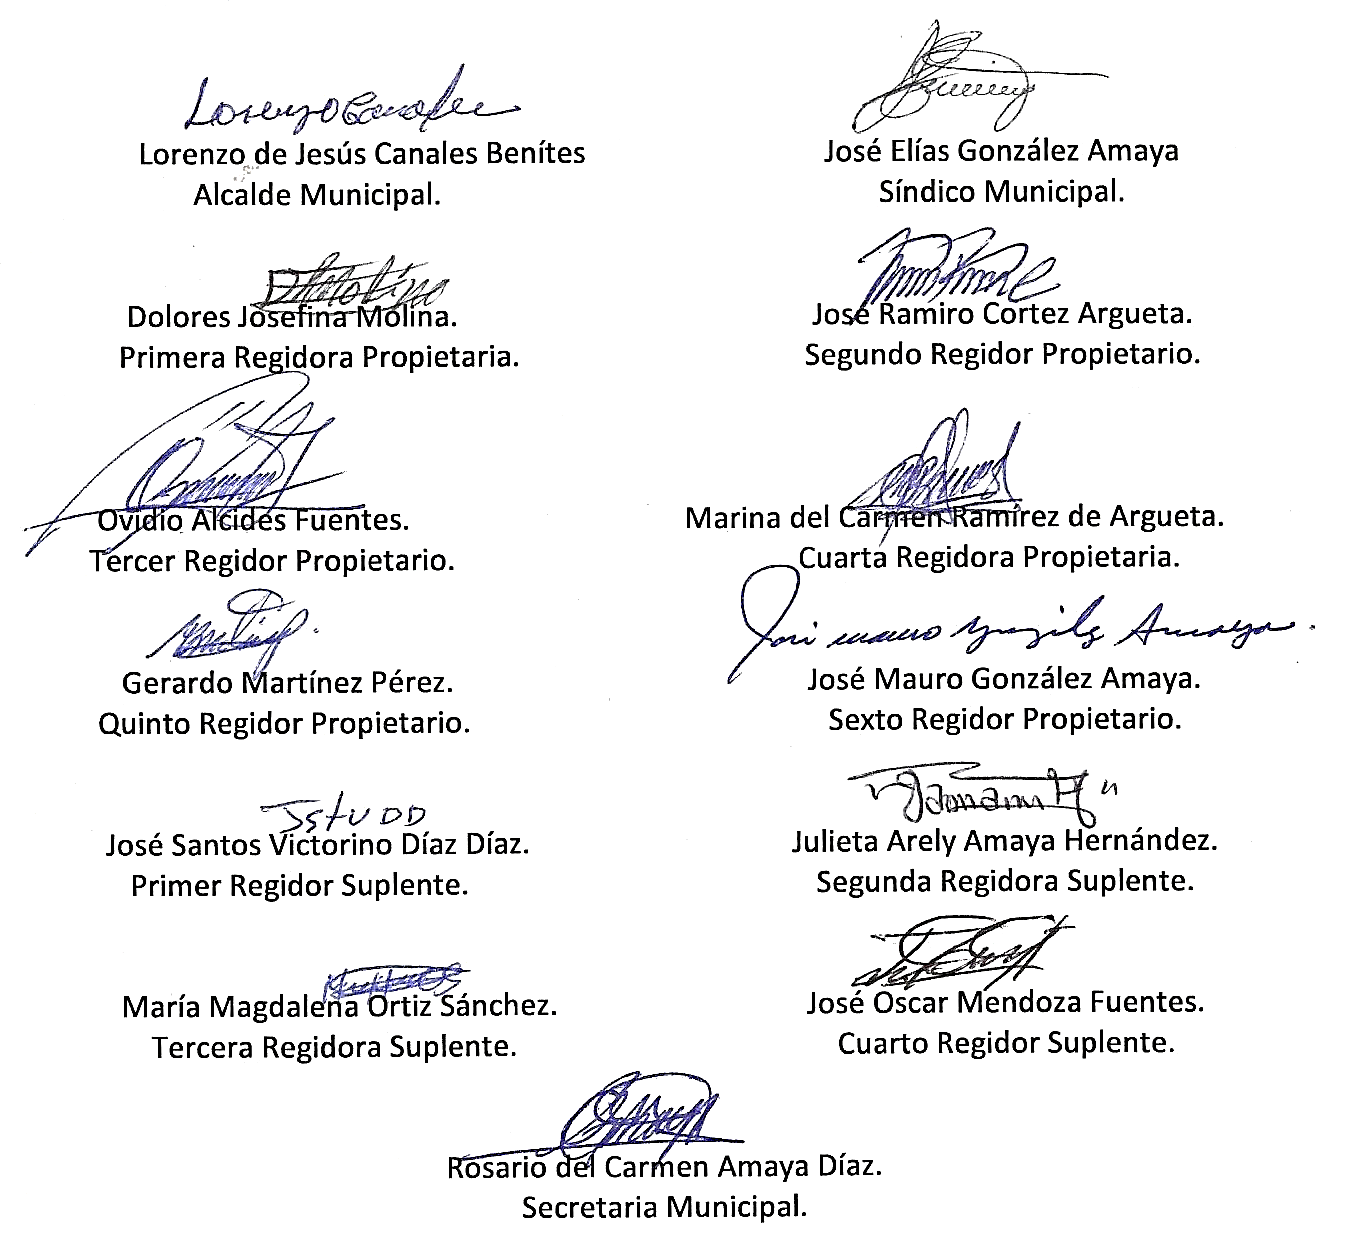 Lorenzo Canales
Lorenzo de Jesús Canales Benítes
Alcalde Municipal.
José Elías González Amaya
Síndico Municipal.
Dolores Josefina Molina.
Primera Regidora Propietaria.
José Ramiro Cortez Argueta.
Segundo Regidor Propietario.
Ovidio Alcides Fuentes.
Tercer Regidor Propietario.
Marina del Carmen Ramírez de Argueta.
Cuarta Regidora Propietaria.
Gerardo Martínez Pérez.
Quinto Regidor Propietario.
José mauro González Amaya.
José Mauro González Amaya.
Sexto Regidor Propietario.
José Santos Victorino Díaz Díaz.
Primer Regidor Suplente.
Julieta Arely Amaya Hernández.
Segunda Regidora Suplente.
María Magdalena Ortiz Sánchez.
Tercera Regidora Suplente.
José Oscar Mendoza Fuentes.
Cuarto Regidor Suplente.
Rosario del Carmen Amaya Díaz.
Secretaria Municipal.